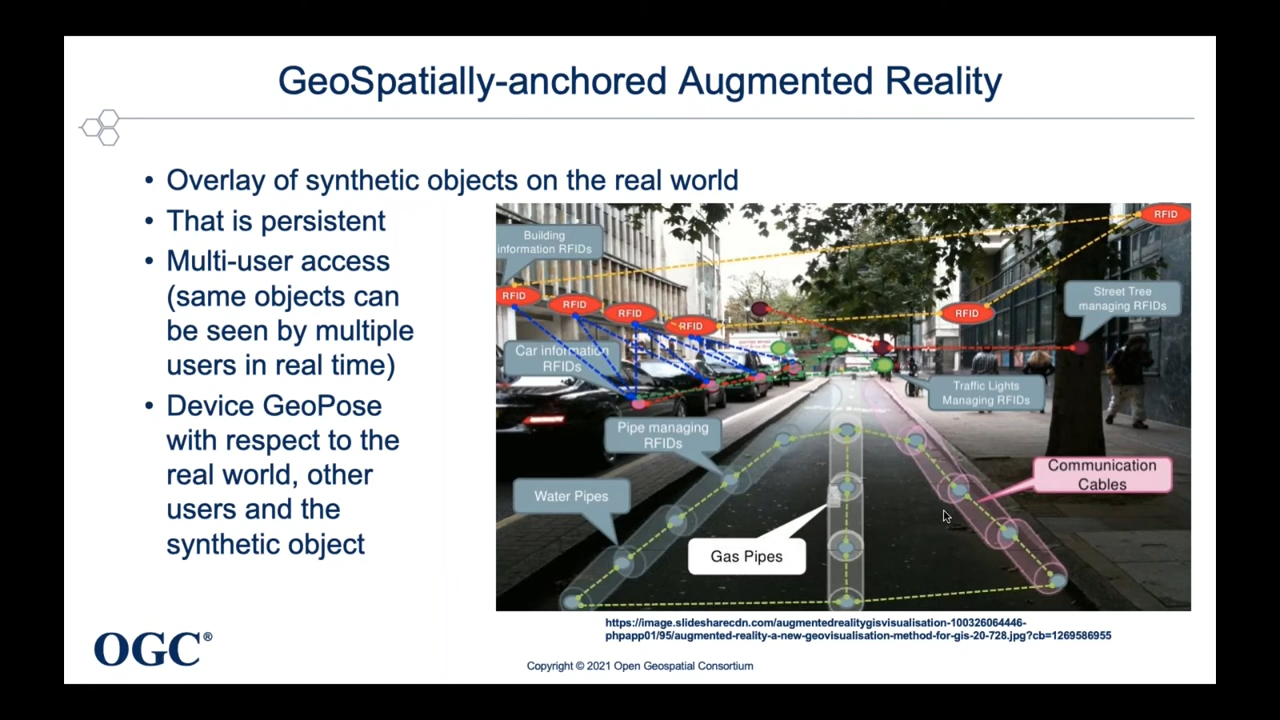 GeoSpatially-anchored Augmented Reality
• Overlay of synthetic objects on the real world
• That is persistent
• Multi-user access
(same objects can
be seen by multiple
users in real time)
• Device GeoPose
with respect to the
real world, other
users and the
synthetic object
Building
information RFIDs
RFID
RFID
RFID
RFID
RFID
RFID
Street Tree
managing RFIDs
Car information
RFIDs
Traffic Lights
Managing RFIDs
Pipe managing
RFIDs
Communication
Cables
Water Pipes
Gas Pipes
https://image.slidesharecdn.com/augmentedrealitygisvisualisation-100326064446-
phpapp01/95/augmented-reality-a-new-geovisualisation-method-for-gis-20-728.jpg?cb=1269586955
OGC®
Copyright © 2021 Open Geospatial Consortium